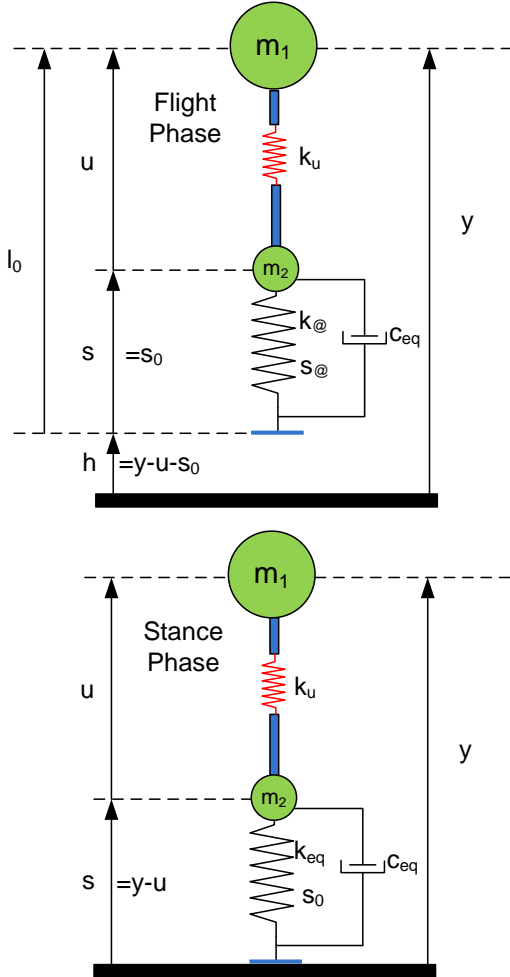 m₁
Flight
Phase
kᵤ
u
y
l₀
m₂
k@
s@
cₑq
s =s₀
h =y-u-s₀
m₁
Stance
Phase
kᵤ
u
y
m₂
kₑq
s₀
cₑq
s =y-u